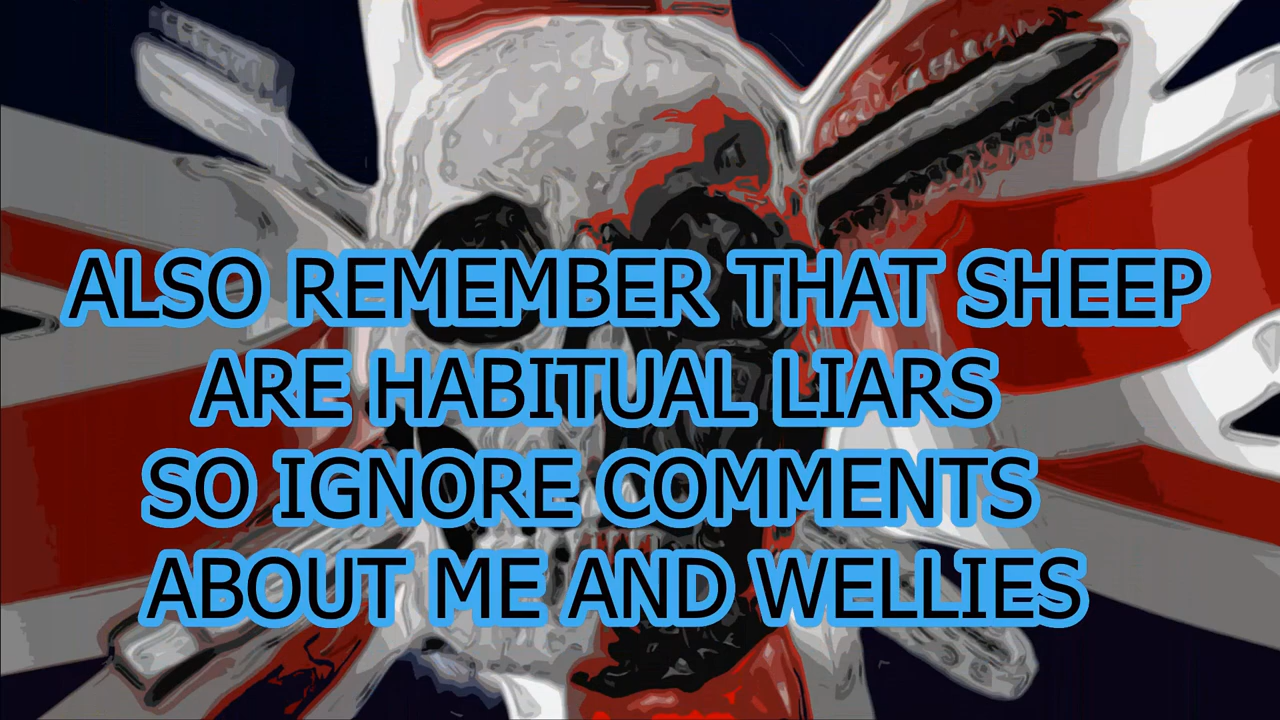 ALSO REMEMBER THAT SHEEP
ARE HABITUAL LIARS
SO IGNORE COMMENTS
ABOUT ME AND WELLIES